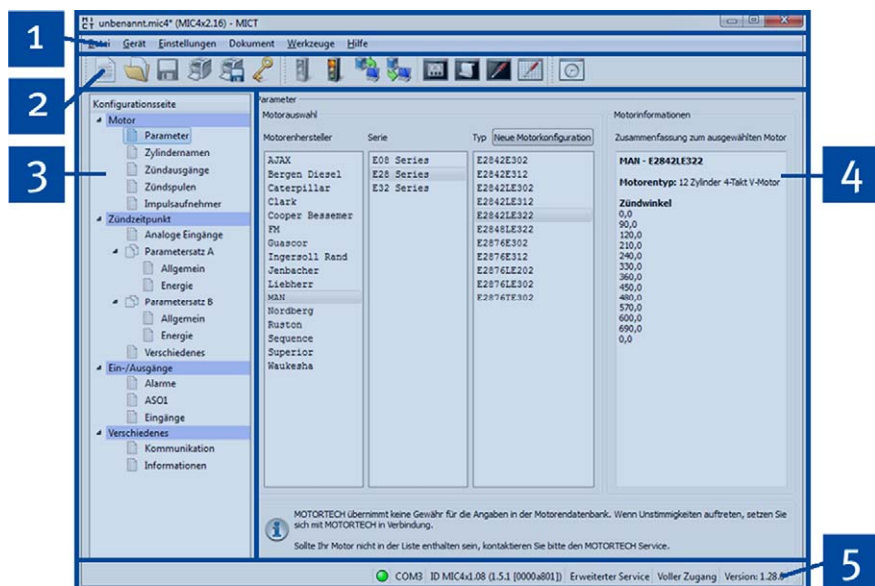 unbenannt.mic4* (MIC4x2.16) - MICT
1
Datei Gerät Einstellungen Dokument Werkzeuge Hilfe
2
Konfigurationsseite
Motor
Parameter
Zylindernamen
Zündausgänge
Zündspulen
Impulsaufnehmer
Zündzeitpunkt
Analoge Eingänge
Parametersatz A
Allgemein
Energie
Parametersatz B
Allgemein
Energie
Verschiedenes
Ein-/Ausgänge
Alarme
ASO1
Eingänge
Verschiedenes
Kommunikation
Informationen
3
Parameter
Motorauswahl
Motorenhersteller
AJAX
Bergen Diesel
Caterpillar
Clark
Cooper Bessemer
FM
Guascor
Ingersoll Rand
Jenbacher
Liebherr
MAN
Nordberg
Ruston
Sequence
Superior
Waukesha
Serie
E08 Series
E28 Series
E32 Series
Typ Neue Motorkonfiguration
E2842E302
E2842E312
E2842LE302
E2842LE312
E2842LE322
E2848LE322
E2876E302
E2876E312
E2876LE202
E2876LE302
E2876TE302
Motorinformationen
Zusammenfassung zum ausgewählten Motor
MAN - E2842LE322
Motorentyp: 12 Zylinder 4-Takt V-Motor
Zündwinkel
0,0
90,0
120,0
210,0
240,0
330,0
360,0
450,0
480,0
570,0
600,0
690,0
0,0
4
MOTORTECH übernimmt keine Gewähr für die Angaben in der Motorendatenbank. Wenn Unstimmigkeiten auftreten, setzen Sie
sich mit MOTORTECH in Verbindung.
Sollte Ihr Motor nicht in der Liste enthalten sein, kontaktieren Sie bitte den MOTORTECH Service.
COM3 ID MIC4x1.08 (1.5.1 [0000a801]) Erweiterter Service Voller Zugang Version: 1.28.
5